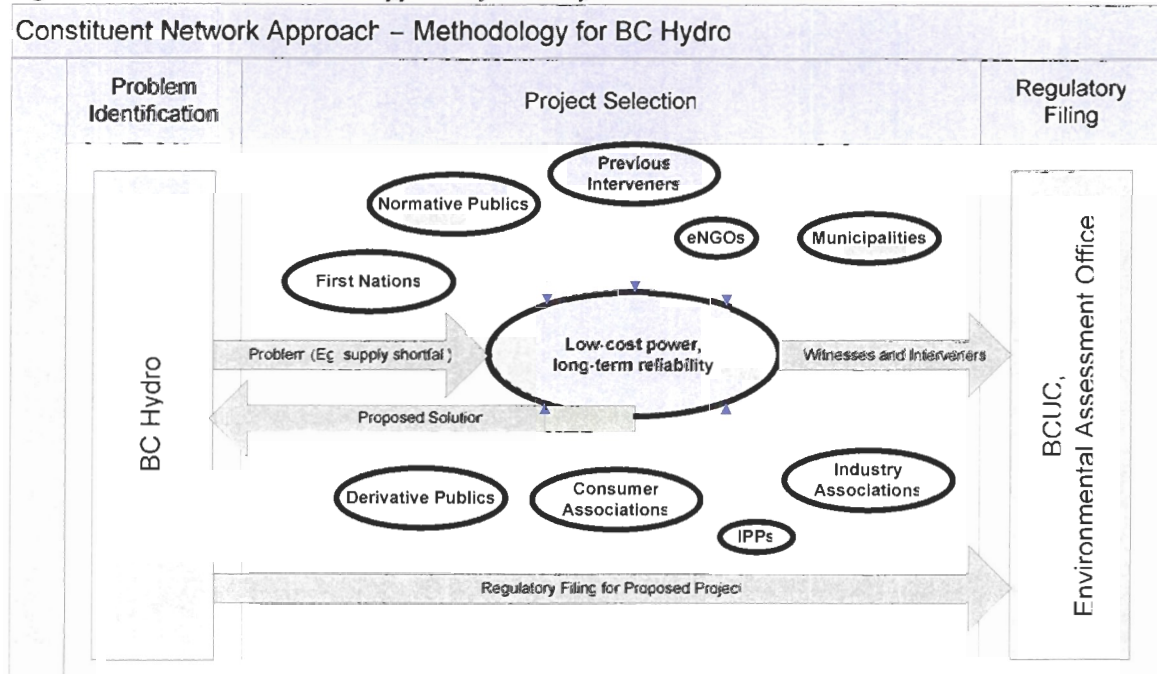 Constituent Network Approach – Methodology for BC Hydro
Problem
Identification
Project Selection
Regulatory
Filing
Previous
Interveners
Normative Publics
eNGOs
Municipalities
First Nations
Low-cost power,
long-term reliability
Problem (Eg supply shortfall)
Witnesses and Interveners
Proposed Solution
BC Hydro
BCUC,
Environmental Assessment Office
Derivative Publics
Consumer
Associations
Industry
Associations
IPPs
Regulatory Filing for Proposed Project